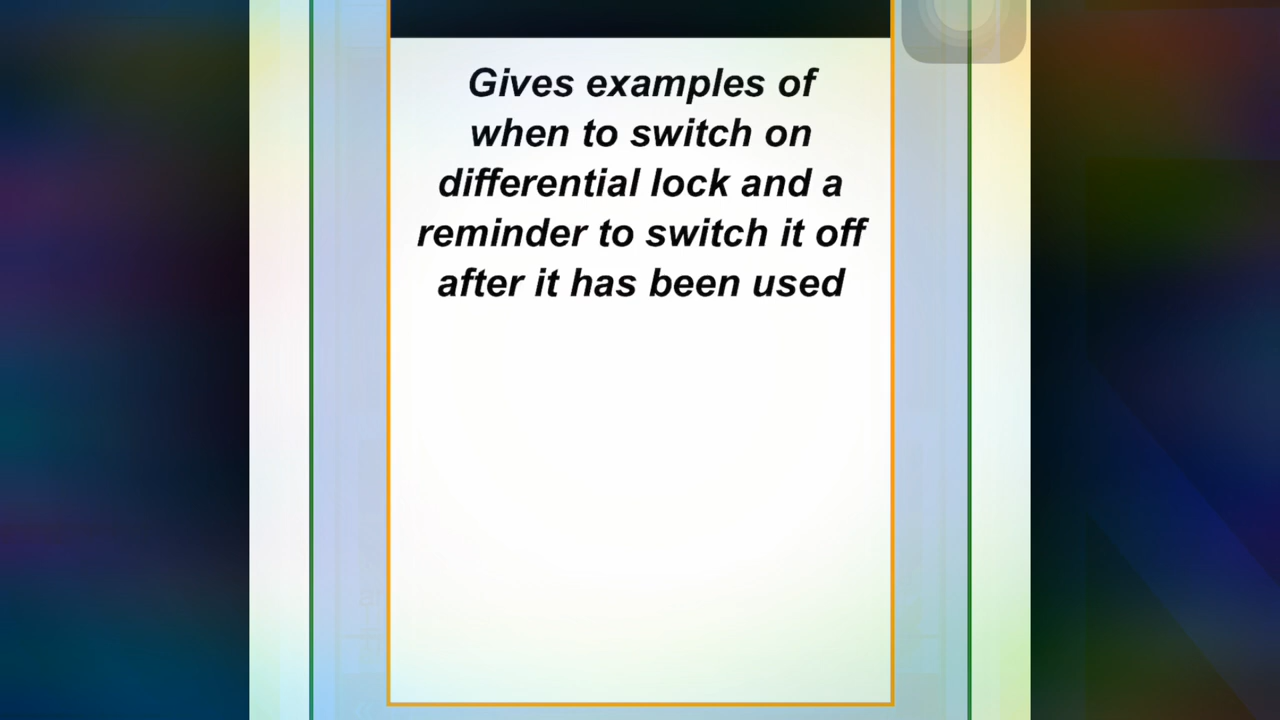 Gives examples of
when to switch on
differential lock and a
reminder to switch it off
after it has been used